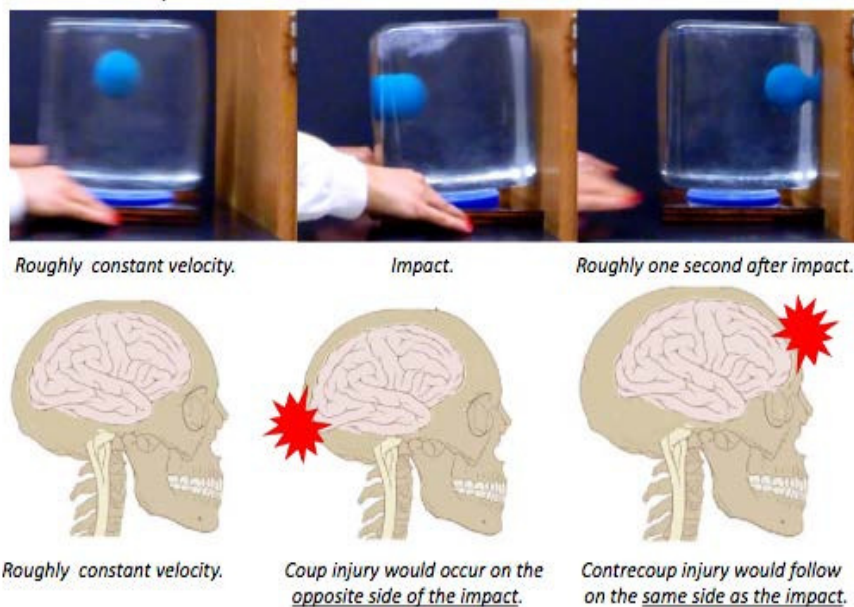 Roughly constant velocity.
Impact.
Roughly one second after impact.
Roughly constant velocity.
Coup injury would occur on the
opposite side of the impact.
Contrecoup injury would follow
on the same side as the impact.